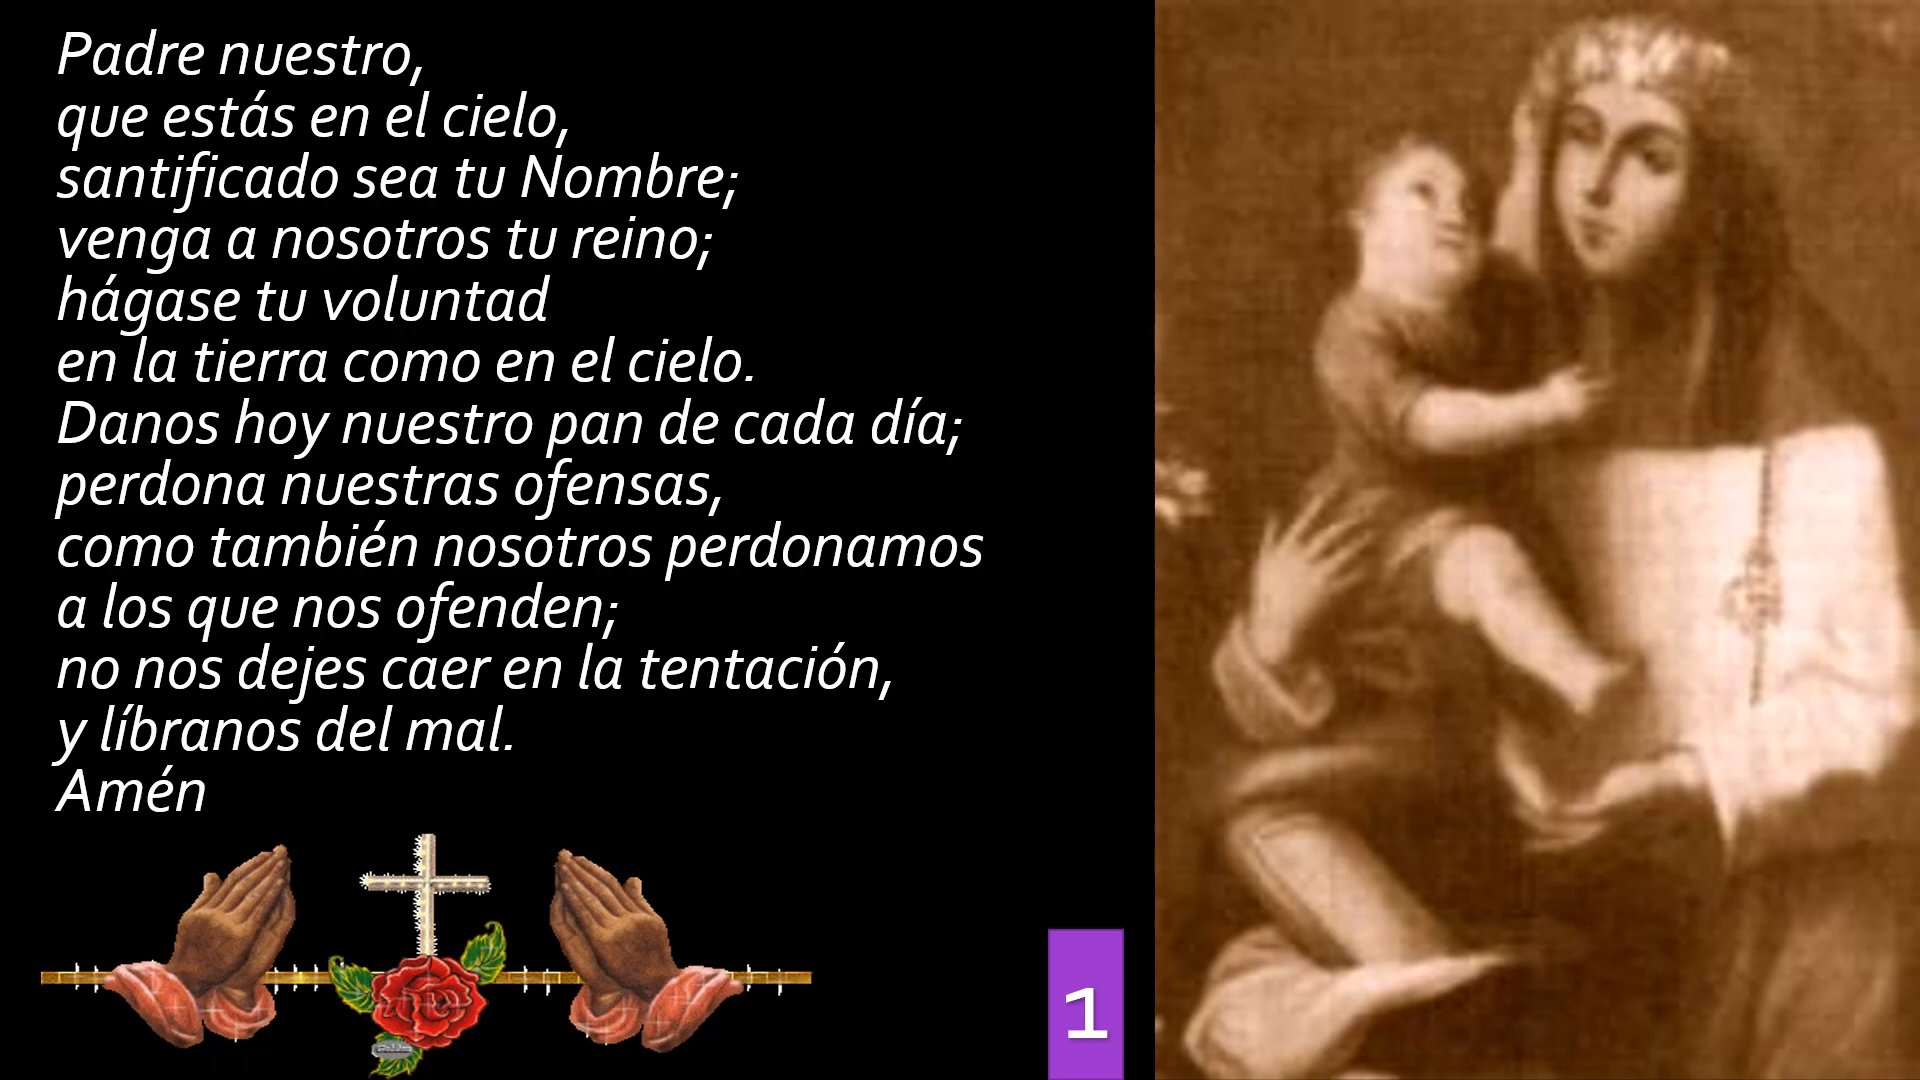 Padre nuestro,
que estás en el cielo,
santificado sea tu Nombre;
venga a nosotros tu reino;
hágase tu voluntad
en la tierra como en el cielo.
Danos hoy nuestro pan de cada día;
perdona nuestras ofensas,
como también nosotros perdonamos
a los que nos ofenden;
no nos dejes caer en la tentación,
y líbranos del mal.
Amén
1